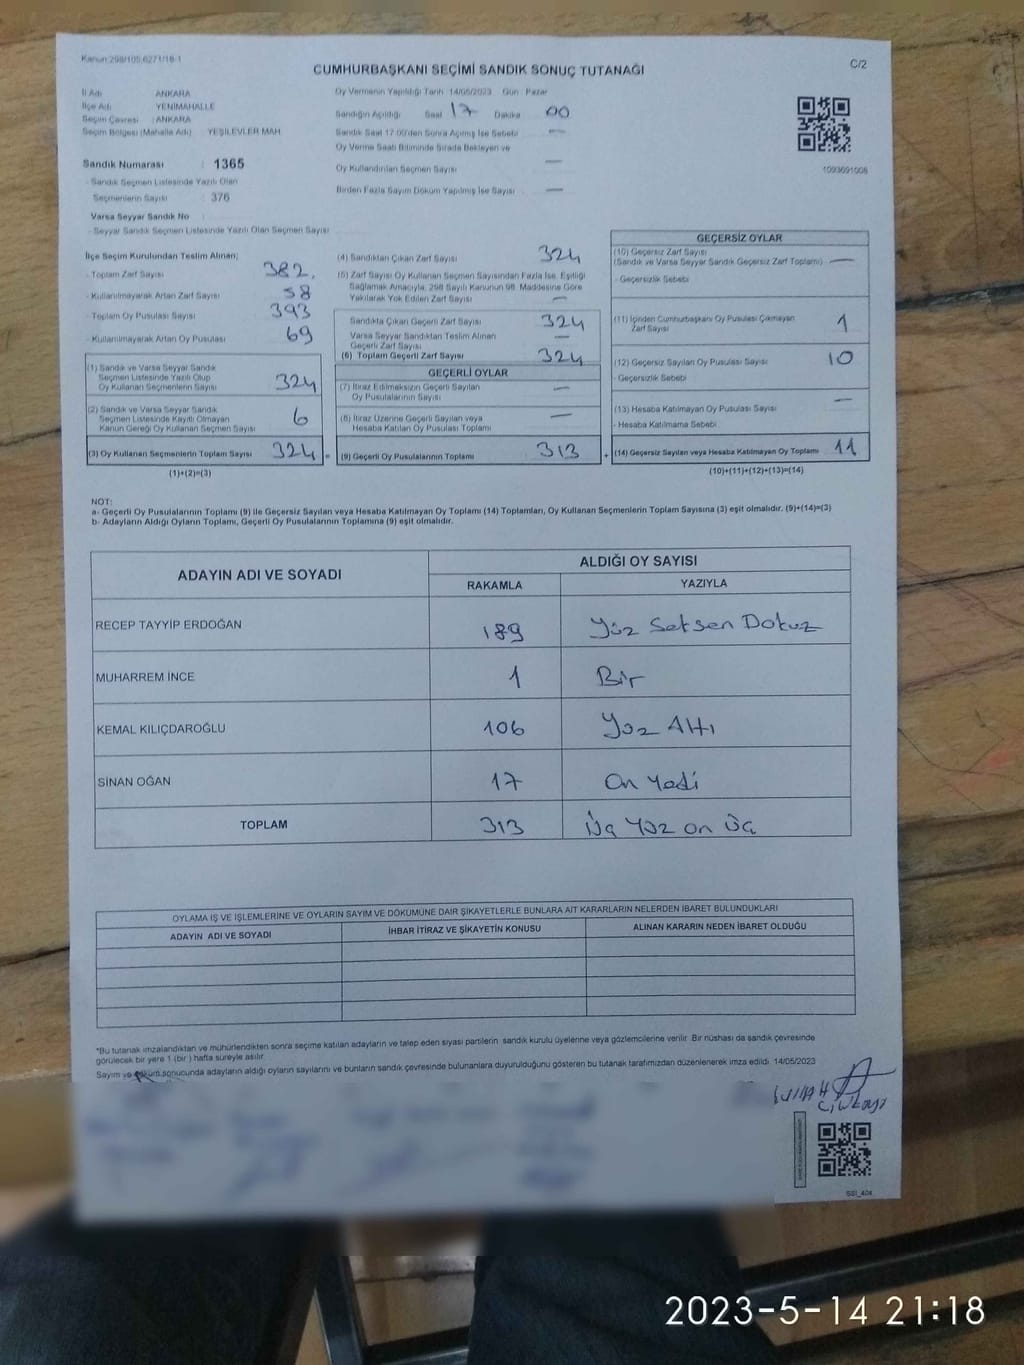 Kanun:298/105,6271/18-1
CUMHURBAŞKANI SEÇİMİ SANDIK SONUÇ TUTANAĞI
C/2
İl Adı ANKARA
İlçe Adı YENİMAHALLE
Seçim Çevresi : ANKARA
Seçim Bölgesi (Mahalle Adı) YEŞİLEVLER MAH
Sandık Numarası : 1365
- Sandık Seçmen Listesinde Yazılı Olan
Seçmenlerin Sayısı : 376
Varsa Seyyar Sandık No
- Seyyar Sandık Seçmen Listesinde Yazılı Olan Seçmen Sayısı
Oy Vermenin Yapıldığı Tarih 14/05/2023 Gün Pazar
Sandığın Açıldığı Saat 17 Dakika 00
Sandık Saat 17.00'den Sonra Açılmış İse Sebebi —
Oy Verme Saati Bitiminde Sırada Bekleyen ve
Oy Kullandırılan Seçmen Sayısı —
Birden Fazla Sayım Döküm Yapılmış İse Sayısı —
1093691008
İlçe Seçim Kurulundan Teslim Alınan;
- Toplam Zarf Sayısı 382
- Kullanılmayarak Artan Zarf Sayısı 58
- Toplam Oy Pusulası Sayısı 393
- Kullanılmayarak Artan Oy Pusulası 69
(1) Sandık ve Varsa Seyyar Sandık
Seçmen Listesinde Yazılı Olup
Oy Kullanan Seçmenlerin Sayısı 324
(2) Sandık ve Varsa Seyyar Sandık
Seçmen Listesinde Kayıtlı Olmayan
Kanun Gereği Oy Kullanan Seçmen Sayısı 6
(3) Oy Kullanan Seçmenlerin Toplam Sayısı 324 =
(1)+(2)=(3)
(4) Sandıktan Çıkan Zarf Sayısı 324
(5) Zarf Sayısı Oy Kullanan Seçmen Sayısından Fazla İse, Eşitliği
Sağlamak Amacıyla, 298 Sayılı Kanunun 98. Maddesine Göre
Yakılarak Yok Edilen Zarf Sayısı —
Sandıkta Çıkan Geçerli Zarf Sayısı 324
Varsa Seyyar Sandıktan Teslim Alınan
Geçerli Zarf Sayısı —
(6) Toplam Geçerli Zarf Sayısı 324
GEÇERLİ OYLAR
(7) İtiraz Edilmeksizin Geçerli Sayılan
Oy Pusulalarının Sayısı —
(8) İtiraz Üzerine Geçerli Sayılan veya
Hesaba Katılan Oy Pusulası Toplamı —
(9) Geçerli Oy Pusulalarının Toplamı 313 +
GEÇERSİZ OYLAR
(10) Geçersiz Zarf Sayısı
(Sandık ve Varsa Seyyar Sandık Geçersiz Zarf Toplamı) —
- Geçersizlik Sebebi
(11) İçinden Cumhurbaşkanı Oy Pusulası Çıkmayan
Zarf Sayısı 1
(12) Geçersiz Sayılan Oy Pusulası Sayısı 10
- Geçersizlik Sebebi
(13) Hesaba Katılmayan Oy Pusulası Sayısı —
- Hesaba Katılmama Sebebi
(14) Geçersiz Sayılan veya Hesaba Katılmayan Oy Toplamı 11
(10)+(11)+(12)+(13)=(14)
NOT:
a- Geçerli Oy Pusulalarının Toplamı (9) ile Geçersiz Sayılan veya Hesaba Katılmayan Oy Toplamı (14) Toplamları, Oy Kullanan Seçmenlerin Toplam Sayısına (3) eşit olmalıdır. (9)+(14)=(3)
b- Adayların Aldığı Oyların Toplamı, Geçerli Oy Pusulalarının Toplamına (9) eşit olmalıdır.
ADAYIN ADI VE SOYADI
ALDIĞI OY SAYISI
RAKAMLA YAZIYLA
RECEP TAYYİP ERDOĞAN 189 Yüz Seksen Dokuz
MUHARREM İNCE 1 Bir
KEMAL KILIÇDAROĞLU 106 Yüz Altı
SİNAN OĞAN 17 On Yedi
TOPLAM 313 Üç Yüz on üç
OYLAMA İŞ VE İŞLEMLERİNE VE OYLARIN SAYIM VE DÖKÜMÜNE DAİR ŞİKAYETLERLE BUNLARA AİT KARARLARIN NELERDEN İBARET BULUNDUKLARI
ADAYIN ADI VE SOYADI İHBAR İTİRAZ VE ŞİKAYETİN KONUSU ALINAN KARARIN NEDEN İBARET OLDUĞU
*Bu tutanak imzalandıktan ve mühürlendikten sonra seçime katılan adayların ve talep eden siyasi partilerin sandık kurulu üyelerine veya gözlemcilerine verilir. Bir nüshası da sandık çevresinde
görülecek bir yere 1 (bir ) hafta süreyle asılır.
Sayım ve döküm sonucunda adayların aldığı oyların sayılarını ve bunların sandık çevresinde bulunanlara duyurulduğunu gösteren bu tutanak tarafımızdan düzenlenerek imza edildi. 14/05/2023
SSI_404
2023-5-14 21:18